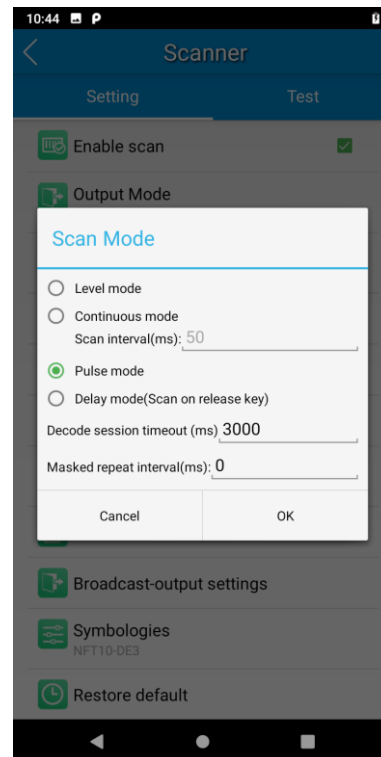 10:44
Scanner
Setting Test
Enable scan
Output Mode
Scan Mode
Level mode
Continuous mode
Scan interval(ms): 50
Pulse mode
Delay mode(Scan on release key)
Decode session timeout (ms) 3000
Masked repeat interval(ms): 0
Cancel OK
Broadcast-output settings
Symbologies
NFT10-DE3
Restore default